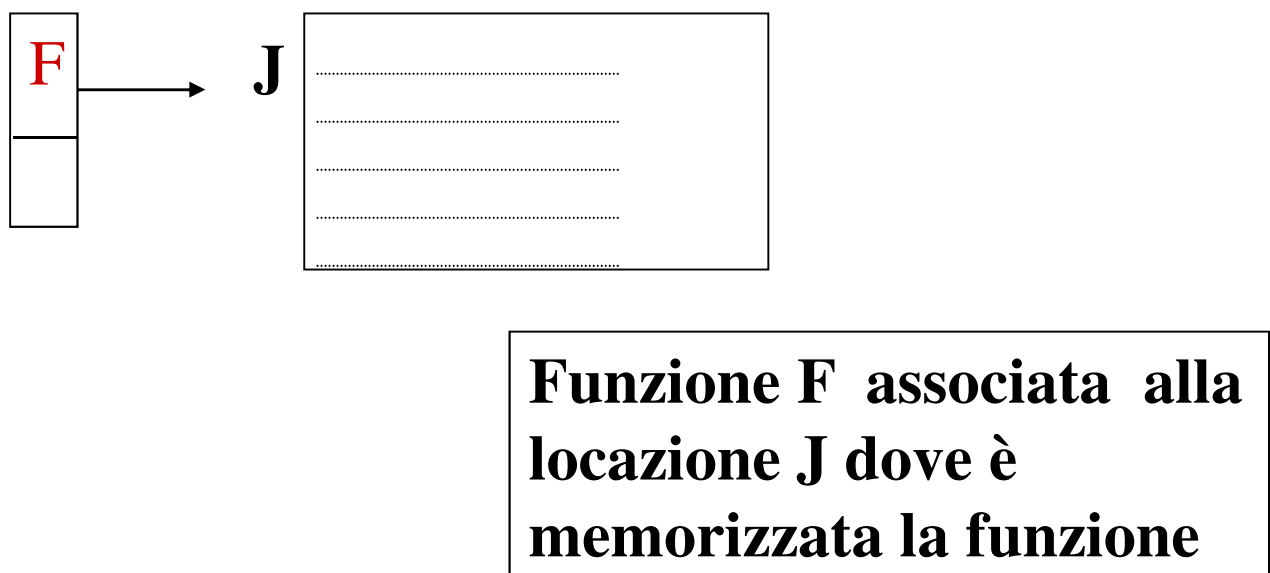 F
J
Funzione F associata alla
locazione J dove è
memorizzata la funzione